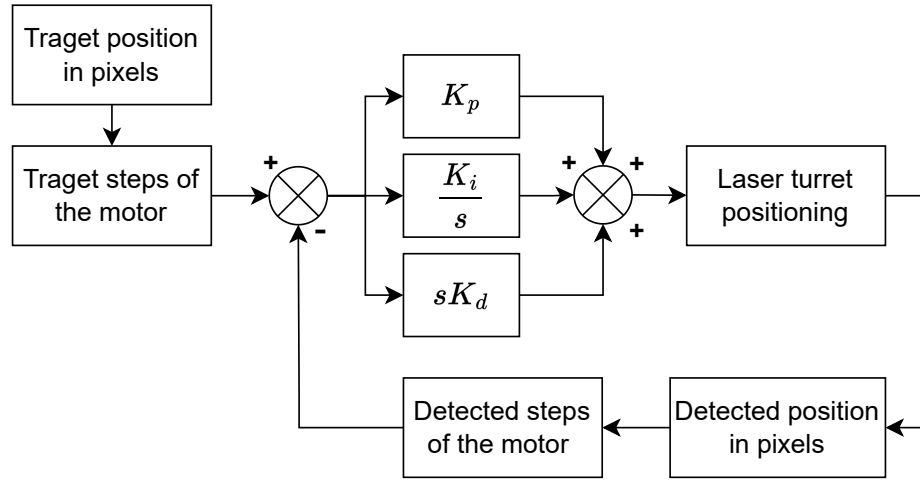 Traget position
in pixels
Traget steps of
the motor
+
-
K_p
K_i
s
sK_d
+
+
+
Laser turret
positioning
Detected steps
of the motor
Detected position
in pixels